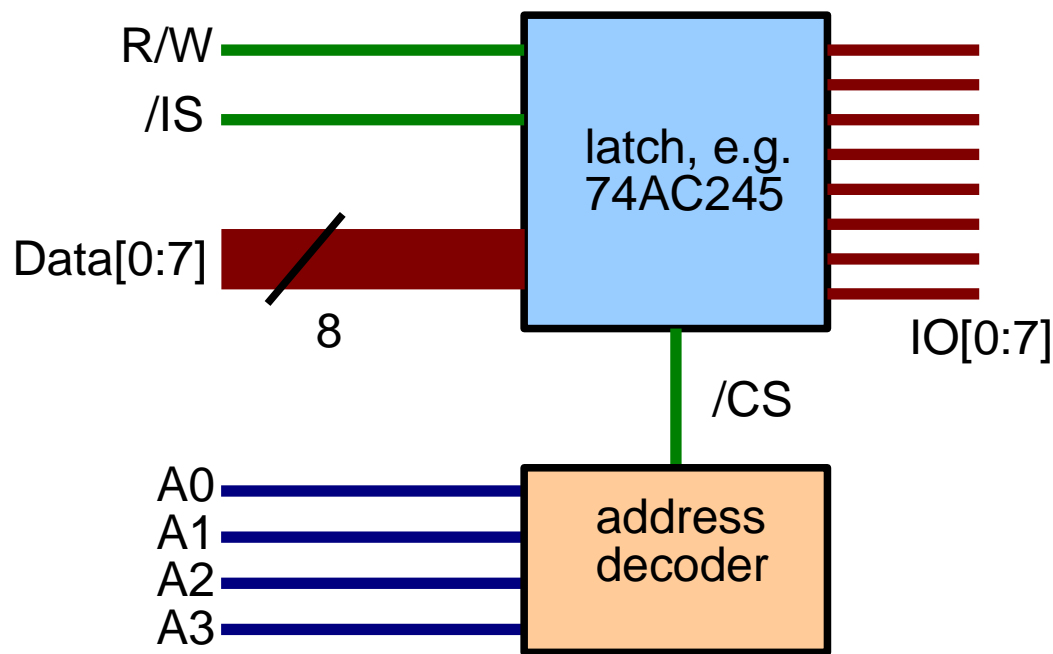 R/W
/IS
latch, e.g.
74AC245
Data[0:7]
8
IO[0:7]
/CS
A0
A1
A2
A3
address
decoder